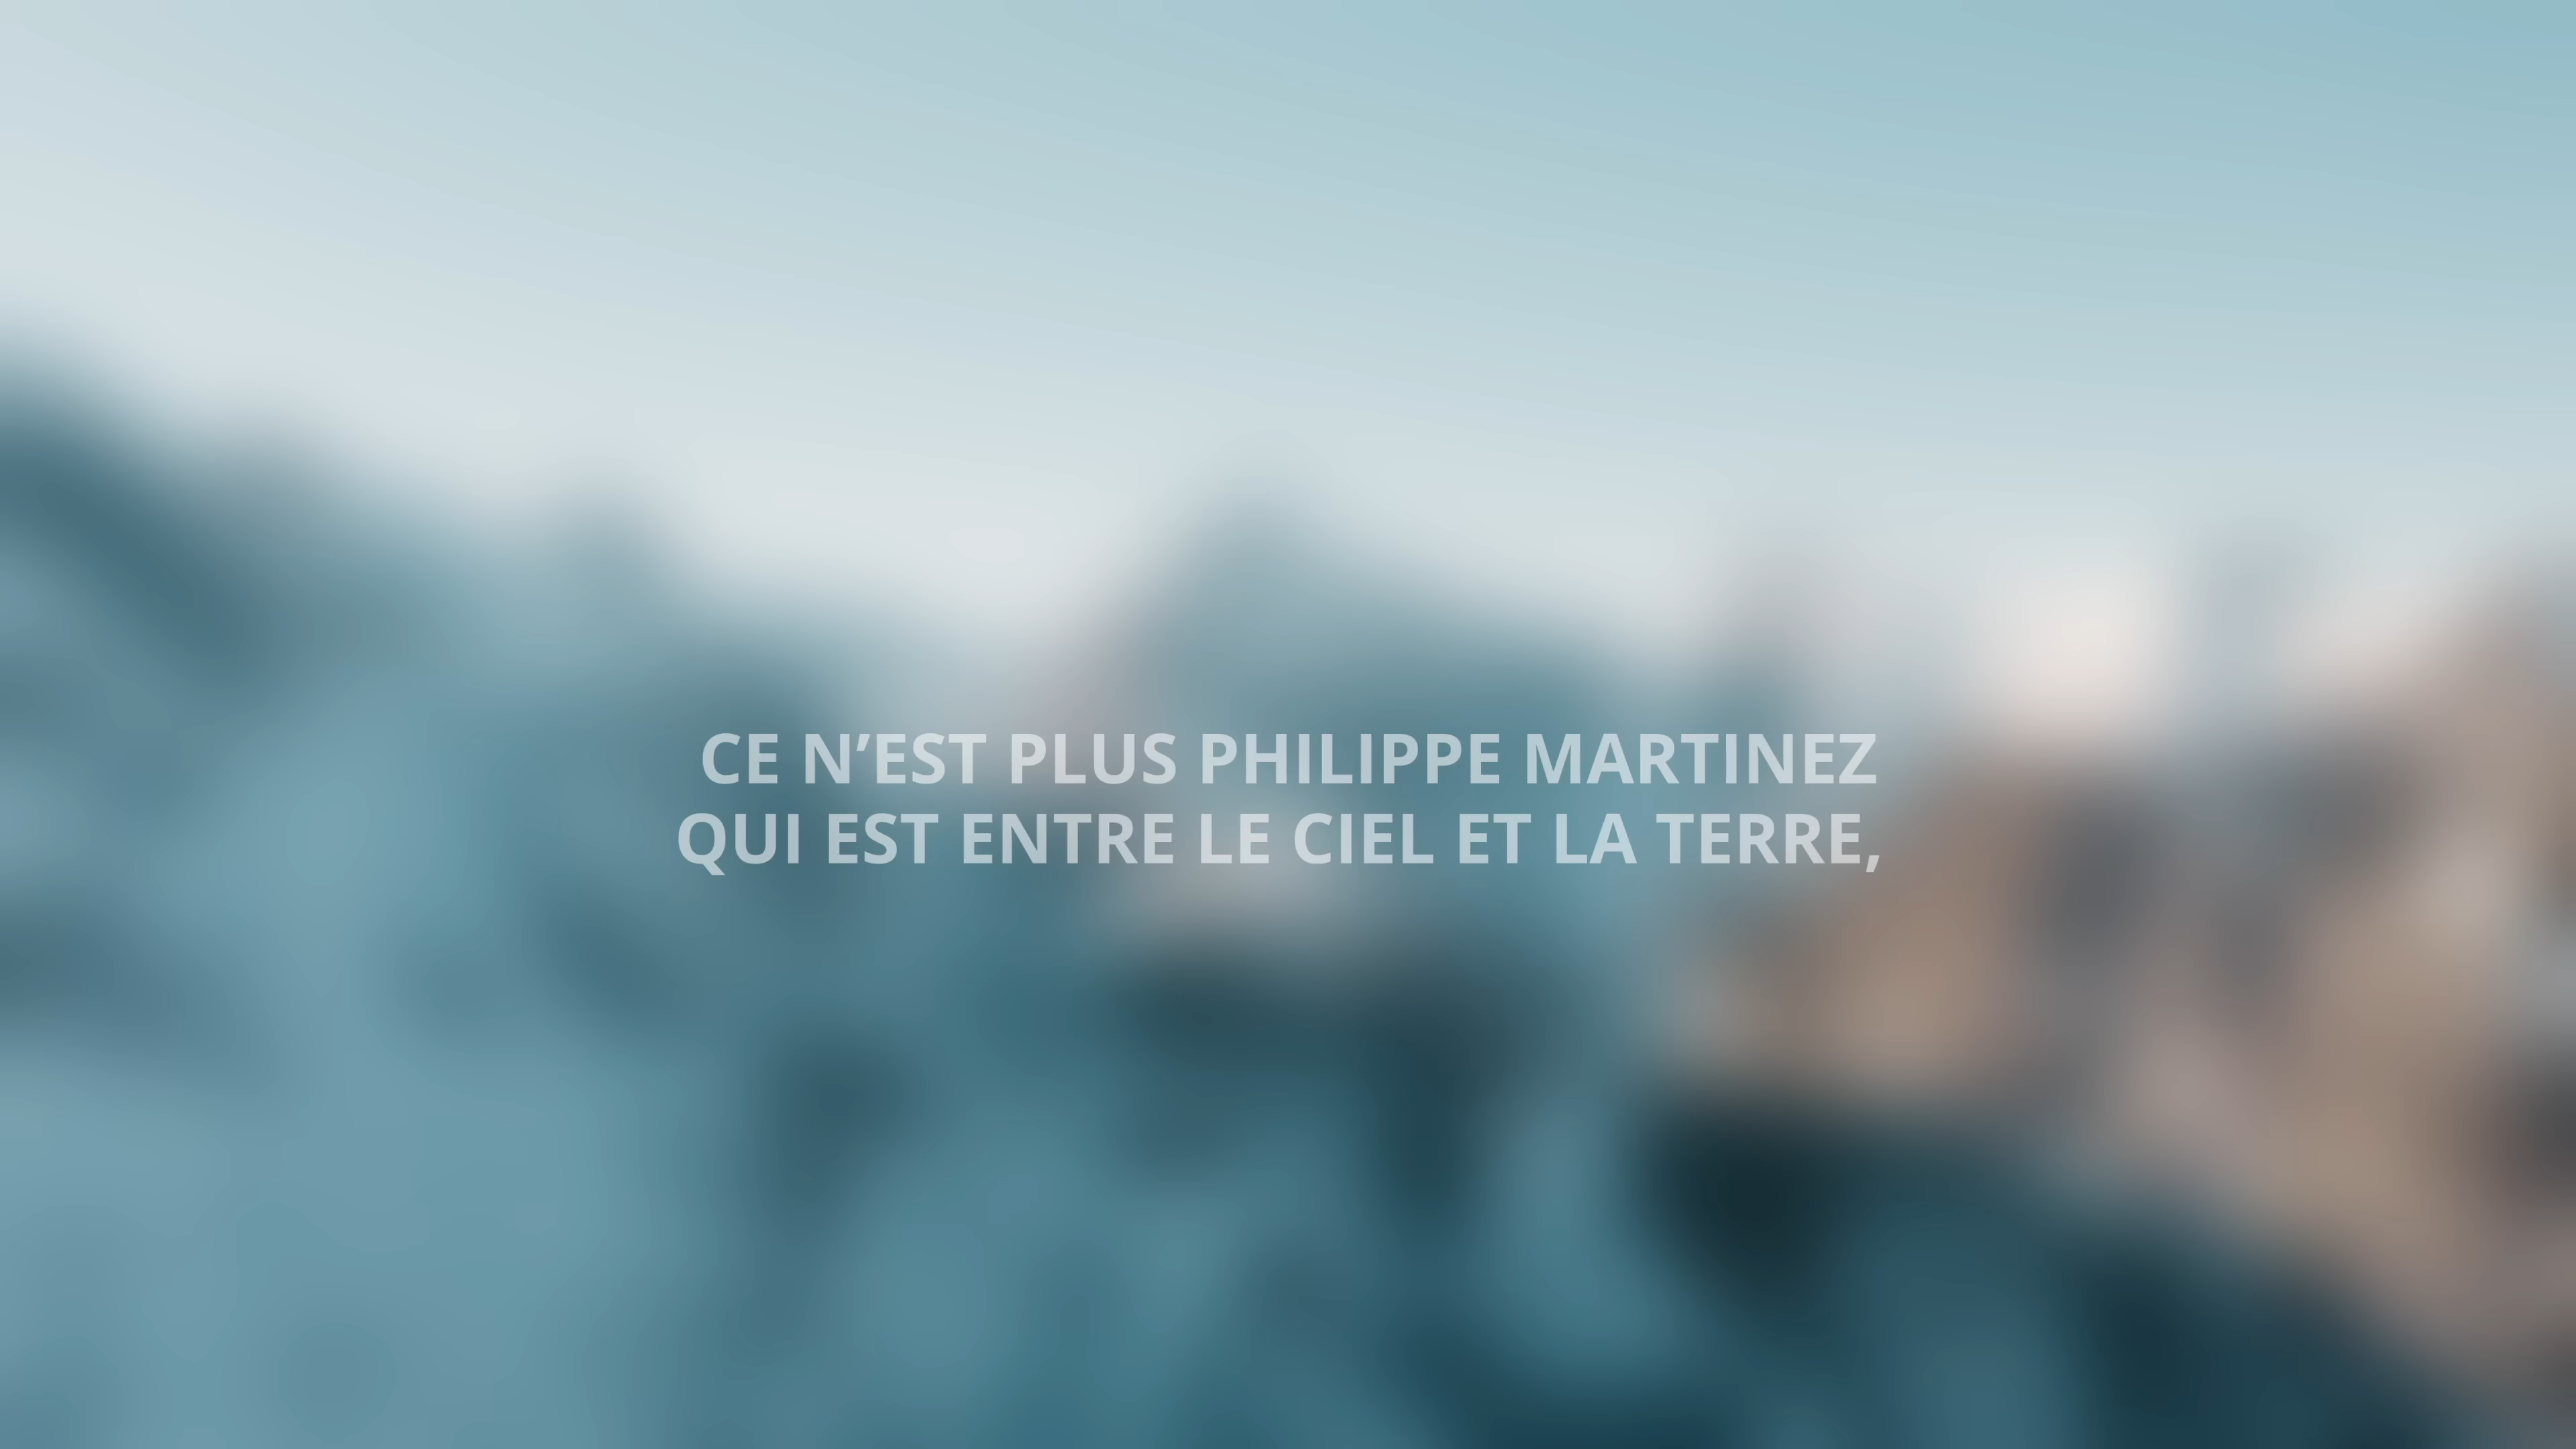 CE N’EST PLUS PHILIPPE MARTINEZ
QUI EST ENTRE LE CIEL ET LA TERRE,